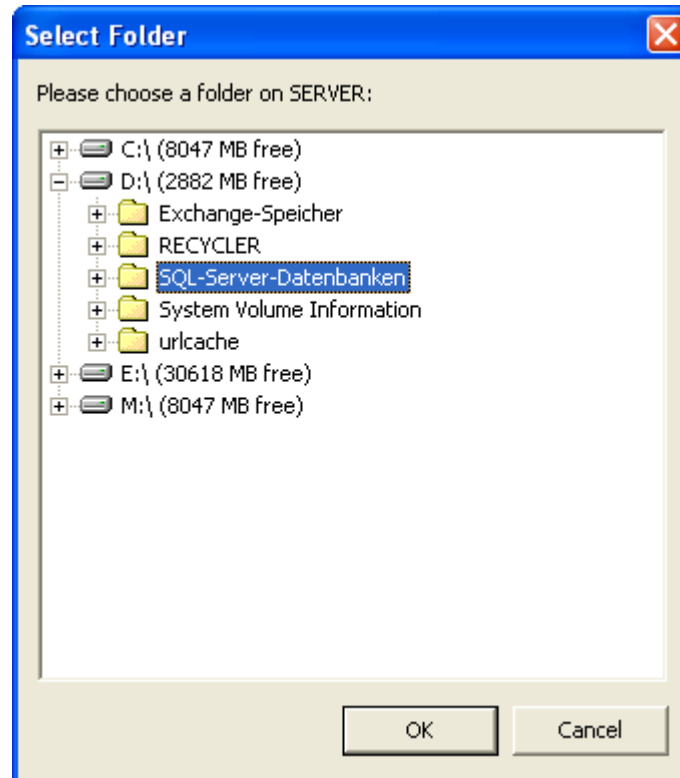 Select Folder
Please choose a folder on SERVER:
C:\ (8047 MB free)
D:\ (2882 MB free)
Exchange-Speicher
RECYCLER
SQL-Server-Datenbanken
System Volume Information
urlcache
E:\ (30618 MB free)
M:\ (8047 MB free)
OK Cancel